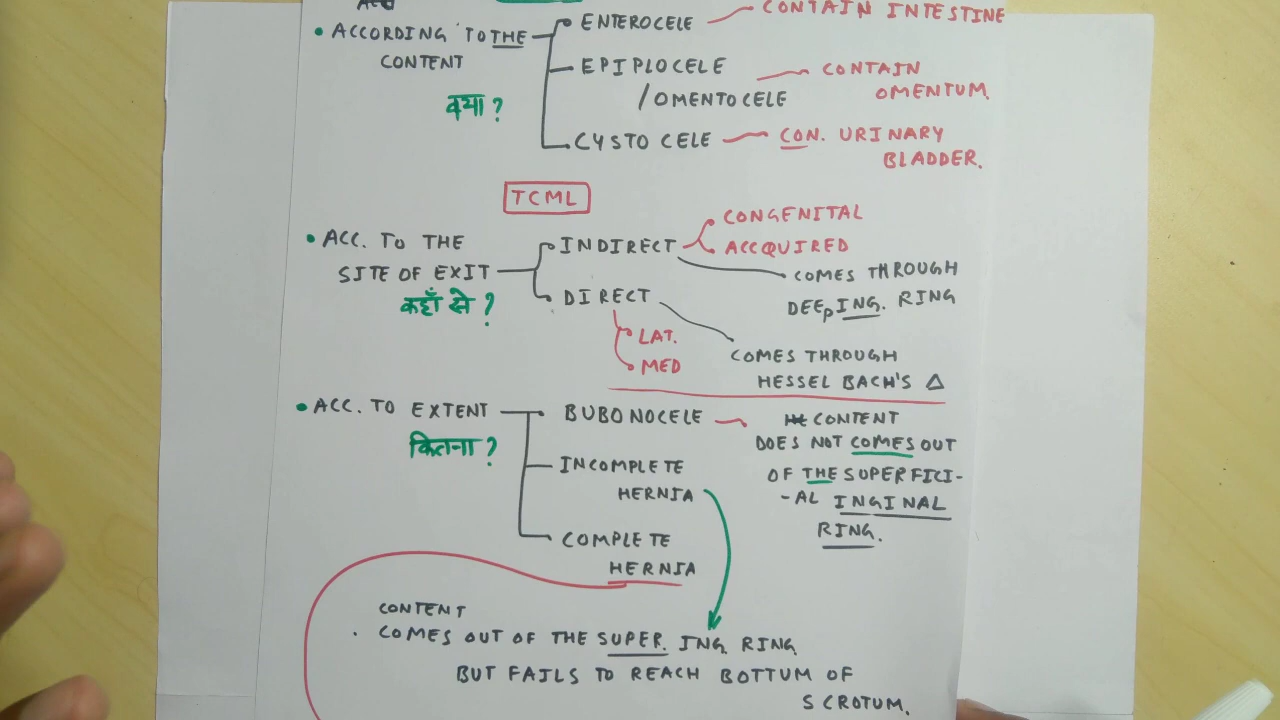 ACC
• ACCORDING TO THE CONTENT
क्या ?
ENTEROCELE
CONTAIN INTESTINE
EPIPLOCELE
/OMENTOCELE
CONTAIN
OMENTUM.
CYSTO CELE
CON. URINARY
BLADDER.
TCML
• ACC. TO THE
SITE OF EXIT
कहाँ से ?
INDIRECT
CONGENITAL
ACCQUIRED
COMES THROUGH
DEEP ING. RING
DIRECT
LAT.
MED
COMES THROUGH
HESSEL BACH'S Δ
• ACC. TO EXTENT
कितना ?
BUBONOCELE
CONTENT
DOES NOT COMES OUT
OF THE SUPERFICI-
-AL INGINAL
RING.
INCOMPLETE
HERNIA
COMPLETE
HERNIA
CONTENT
. COMES OUT OF THE SUPER. ING. RING
BUT FAILS TO REACH BOTTUM OF
SCROTUM.